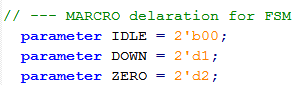 // --- MARCRO delaration for FSM
parameter IDLE = 2'b00;
parameter DOWN = 2'd1;
parameter ZERO = 2'd2;